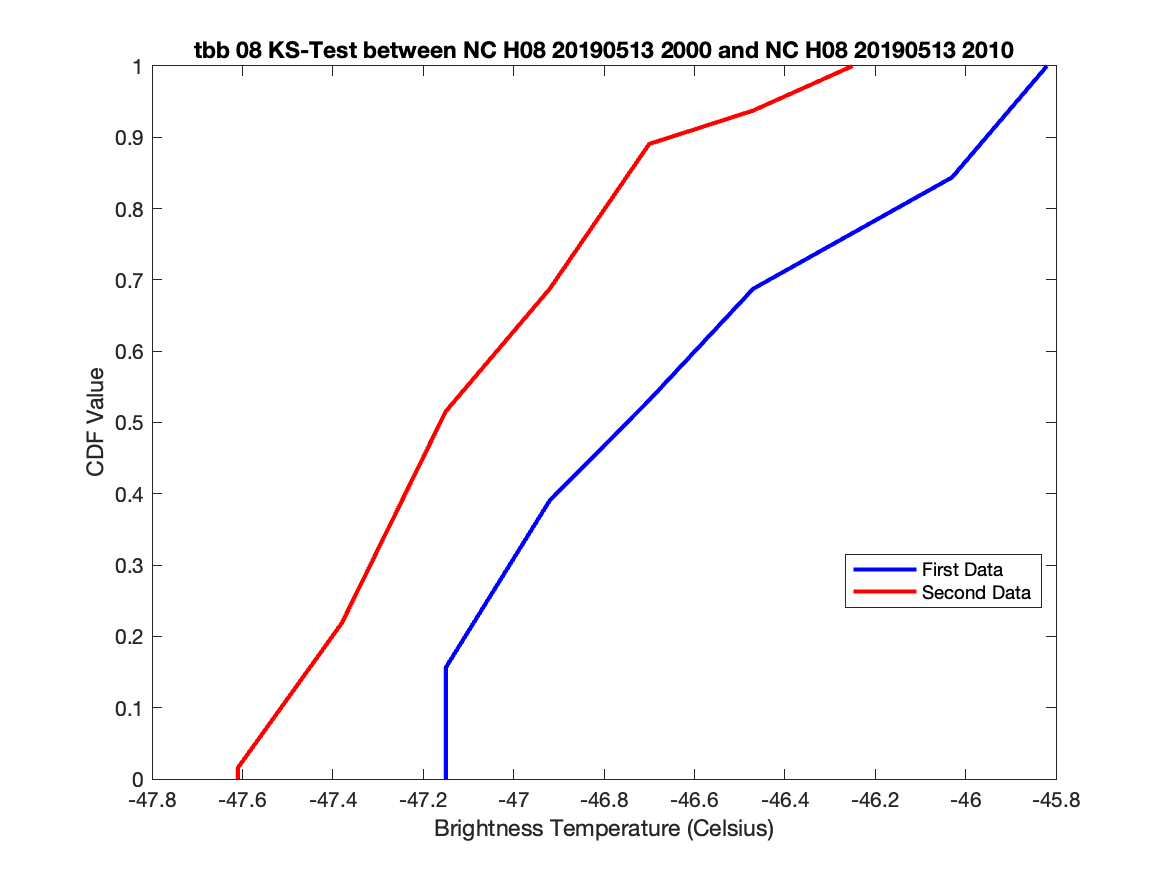 tbb 08 KS-Test between NC H08 20190513 2000 and NC H08 20190513 2010
1
0.9
0.8
0.7
0.6
0.5
0.4
0.3
0.2
0.1
0
CDF Value
First Data
Second Data
-47.8 -47.6 -47.4 -47.2 -47 -46.8 -46.6 -46.4 -46.2 -46 -45.8
Brightness Temperature (Celsius)